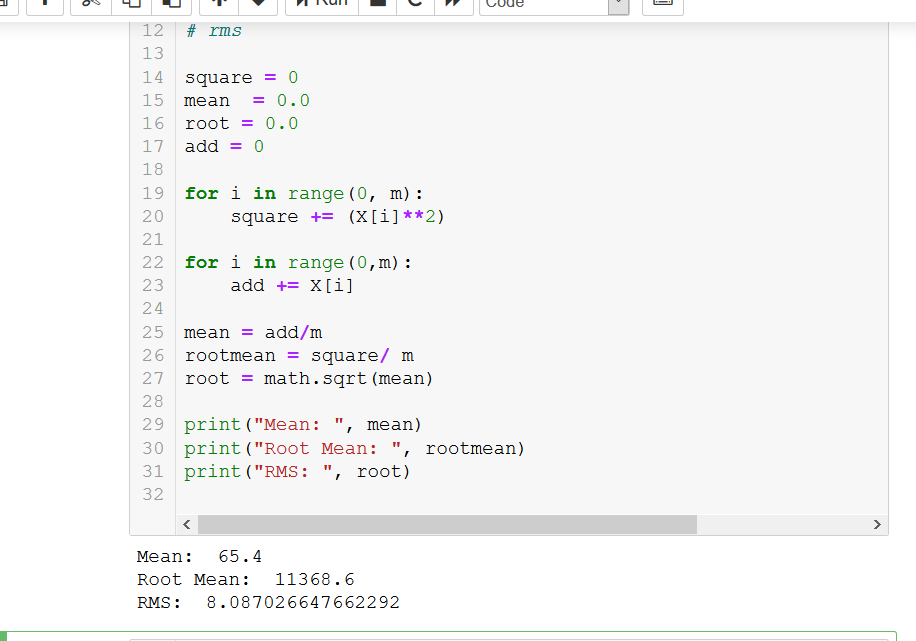 Run
Code
12 # rms
13
14 square = 0
15 mean  = 0.0
16 root = 0.0
17 add = 0
18
19 for i in range(0, m):
20     square += (X[i]**2)
21
22 for i in range(0,m):
23     add += X[i]
24
25 mean = add/m
26 rootmean = square/ m
27 root = math.sqrt(mean)
28
29 print("Mean: ", mean)
30 print("Root Mean: ", rootmean)
31 print("RMS: ", root)
32
Mean:  65.4
Root Mean:  11368.6
RMS:  8.087026647662292